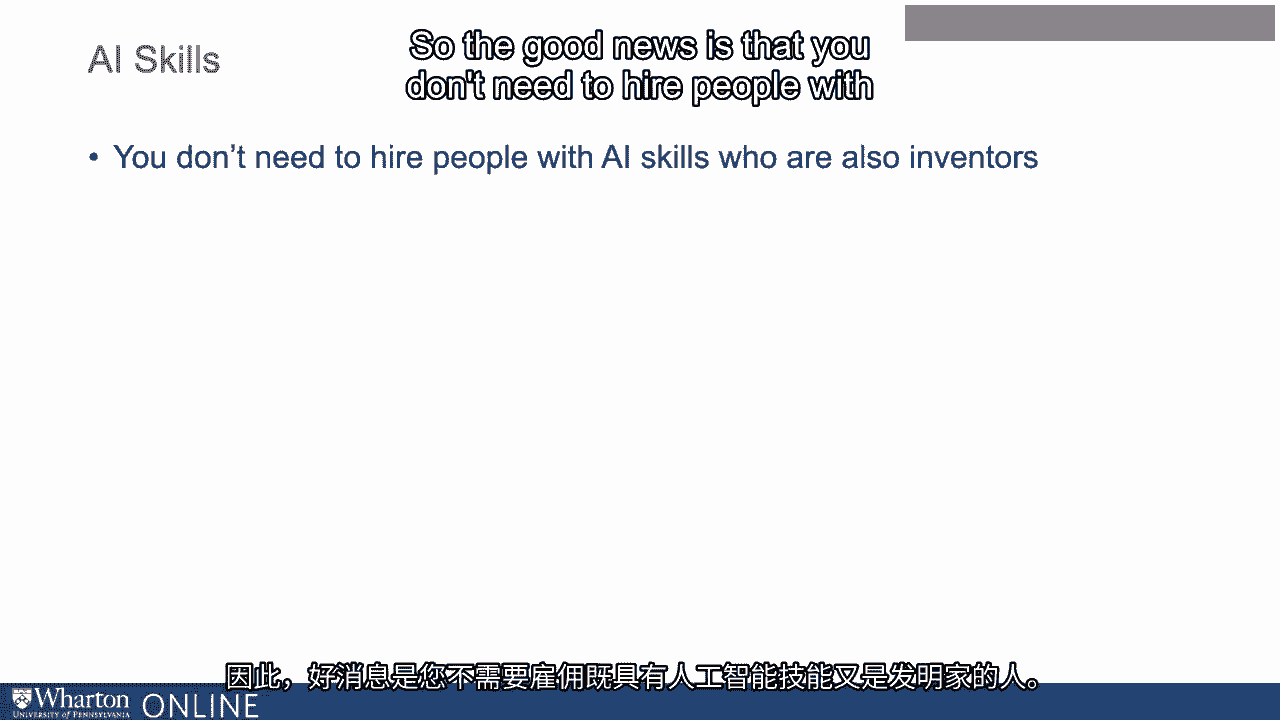 AI Skills
So the good news is that you
don't need to hire people with
• You don't need to hire people with AI skills who are also inventors
因此，好消息是您不需要雇佣既具有人工智能技能又是发明家的人。
Wharton
UNIVERSITY of PENNSYLVANIA
ONLINE